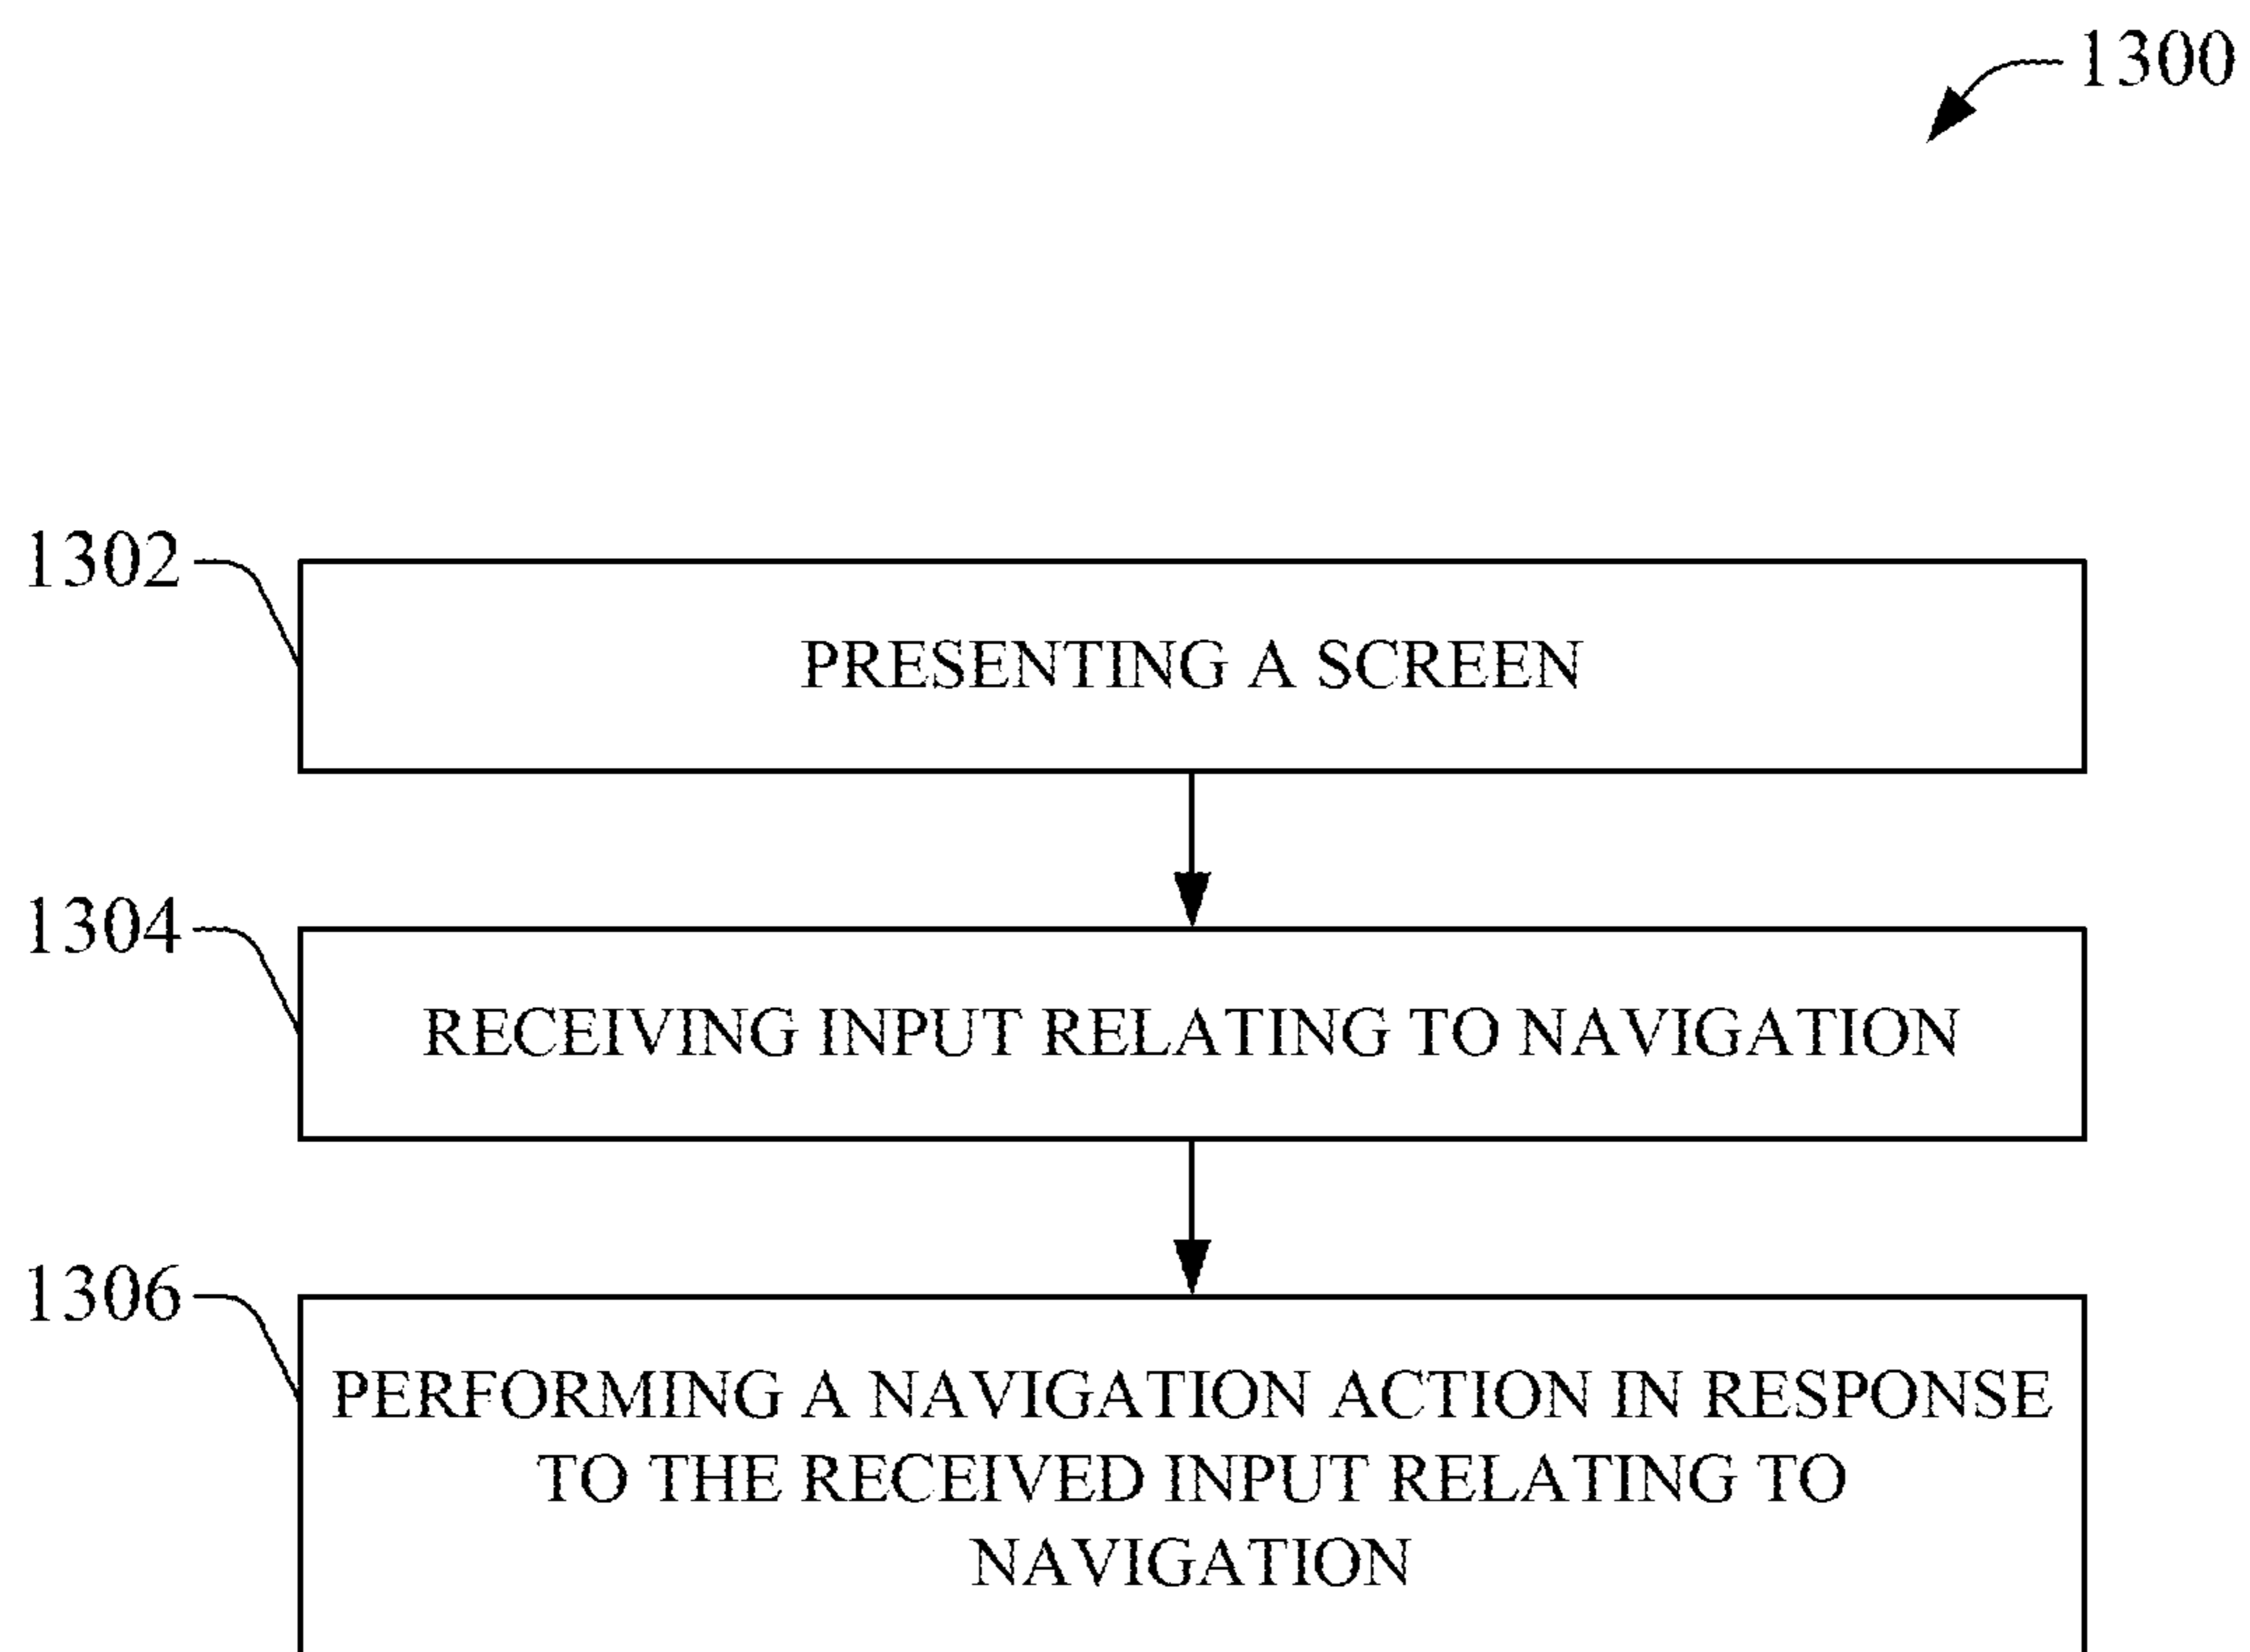 1300
1302
PRESENTING A SCREEN
1304
RECEIVING INPUT RELATING TO NAVIGATION
1306
PERFORMING A NAVIGATION ACTION IN RESPONSE
TO THE RECEIVED INPUT RELATING TO
NAVIGATION